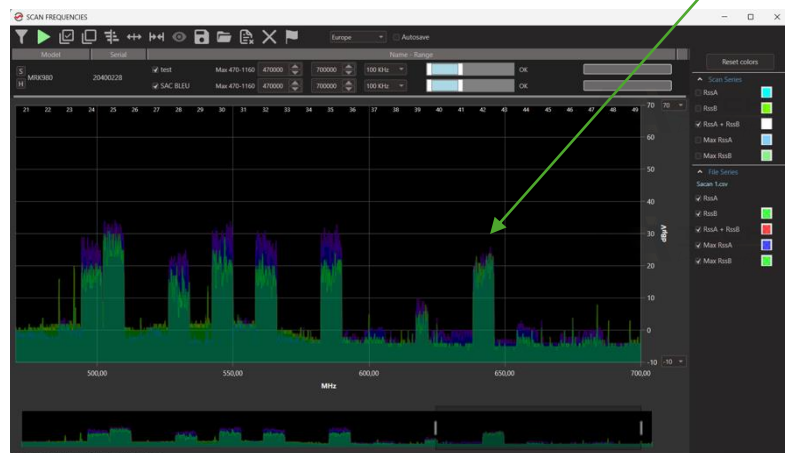 SCAN FREQUENCIES
Europe Autosave
Model Serial Name - Range
S H MRK980 20400228
test Max 470-1160 470000 700000 100 KHz OK
SAC BLEU Max 470-1160 470000 700000 100 KHz OK
21 22 23 24 25 26 27 28 29 30 31 32 33 34 35 36 37 38 39 40 41 42 43 44 45 46 47 48 49
70 70
60
50
40
30
20
10
0
-10 -10
dBµV
500,00 550,00 600,00 650,00 700,00
MHz
Reset colors
Scan Series
RssA
RssB
RssA + RssB
Max RssA
Max RssB
File Series
Sacan 1.csv
RssA
RssB
RssA + RssB
Max RssA
Max RssB